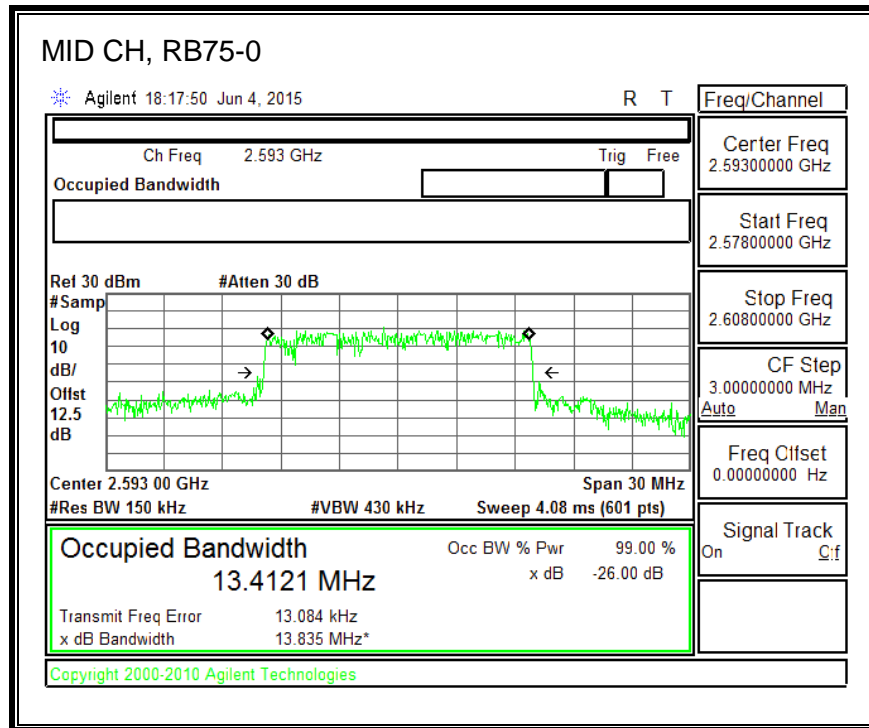 MID CH, RB75-0
Agilent 18:17:50 Jun 4, 2015 R T
Ch Freq 2.593 GHz Trig Free
Occupied Bandwidth
Ref 30 dBm #Atten 30 dB
#Samp
Log
10
dB/
Offst
12.5
dB
Center 2.593 00 GHz Span 30 MHz
#Res BW 150 kHz #VBW 430 kHz Sweep 4.08 ms (601 pts)
Occupied Bandwidth Occ BW % Pwr 99.00 %
13.4121 MHz x dB -26.00 dB
Transmit Freq Error 13.084 kHz
x dB Bandwidth 13.835 MHz*
Copyright 2000-2010 Agilent Technologies
Freq/Channel
Center Freq
2.59300000 GHz
Start Freq
2.57800000 GHz
Stop Freq
2.60800000 GHz
CF Step
3.00000000 MHz
Auto Man
Freq Offset
0.00000000 Hz
Signal Track
On Off